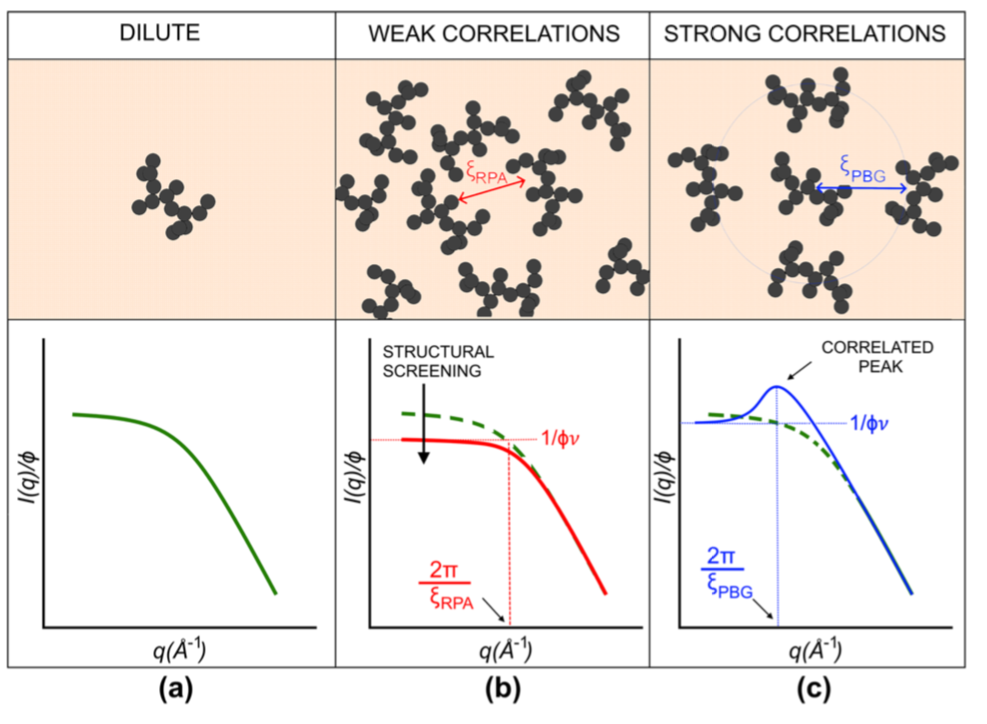 DILUTE
WEAK CORRELATIONS
STRONG CORRELATIONS
ξRPA
ξPBG
I(q)/ϕ
q(Å-1)
STRUCTURAL
SCREENING
1/ϕν
2π
ξRPA
I(q)/ϕ
q(Å-1)
CORRELATED
PEAK
1/ϕν
2π
ξPBG
I(q)/ϕ
q(Å-1)
(a)
(b)
(c)